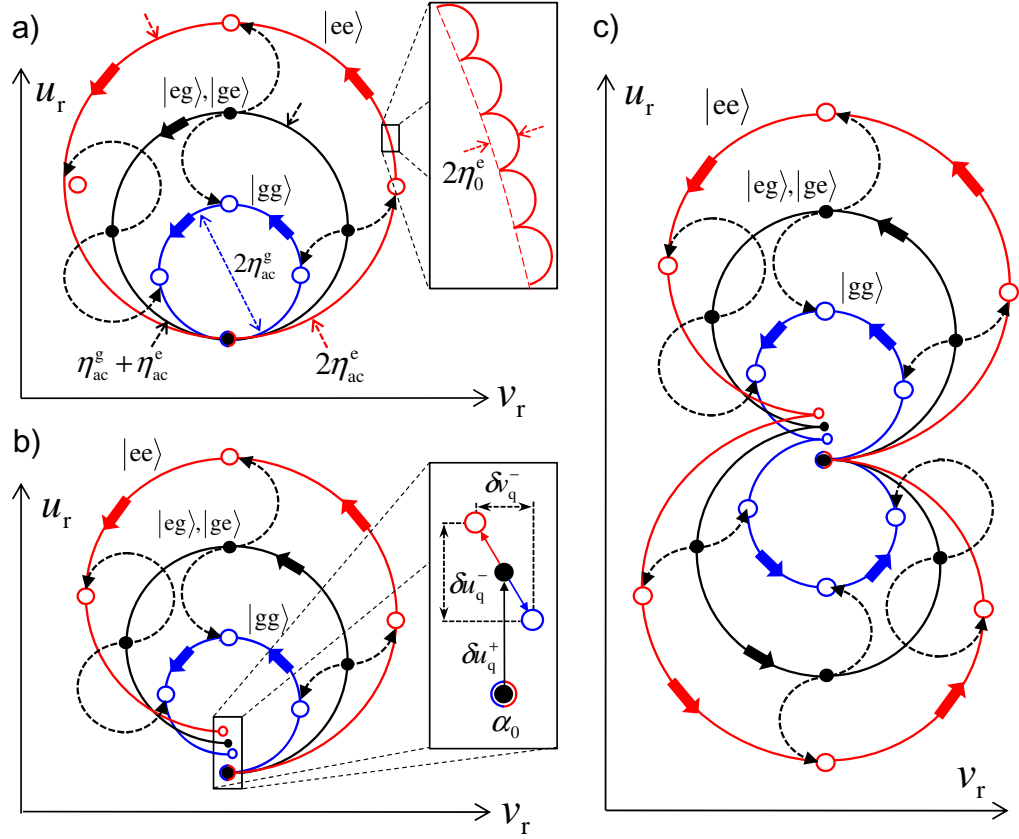 a)
u_r
|ee⟩
|eg⟩,|ge⟩
|gg⟩
2η_ac^g
η_ac^g + η_ac^e
2η_ac^e
v_r
2η_0^e
b)
u_r
|ee⟩
|eg⟩,|ge⟩
|gg⟩
v_r
δv_q^-
δu_q^-
δu_q^+
α_0
c)
u_r
|ee⟩
|eg⟩,|ge⟩
|gg⟩
v_r